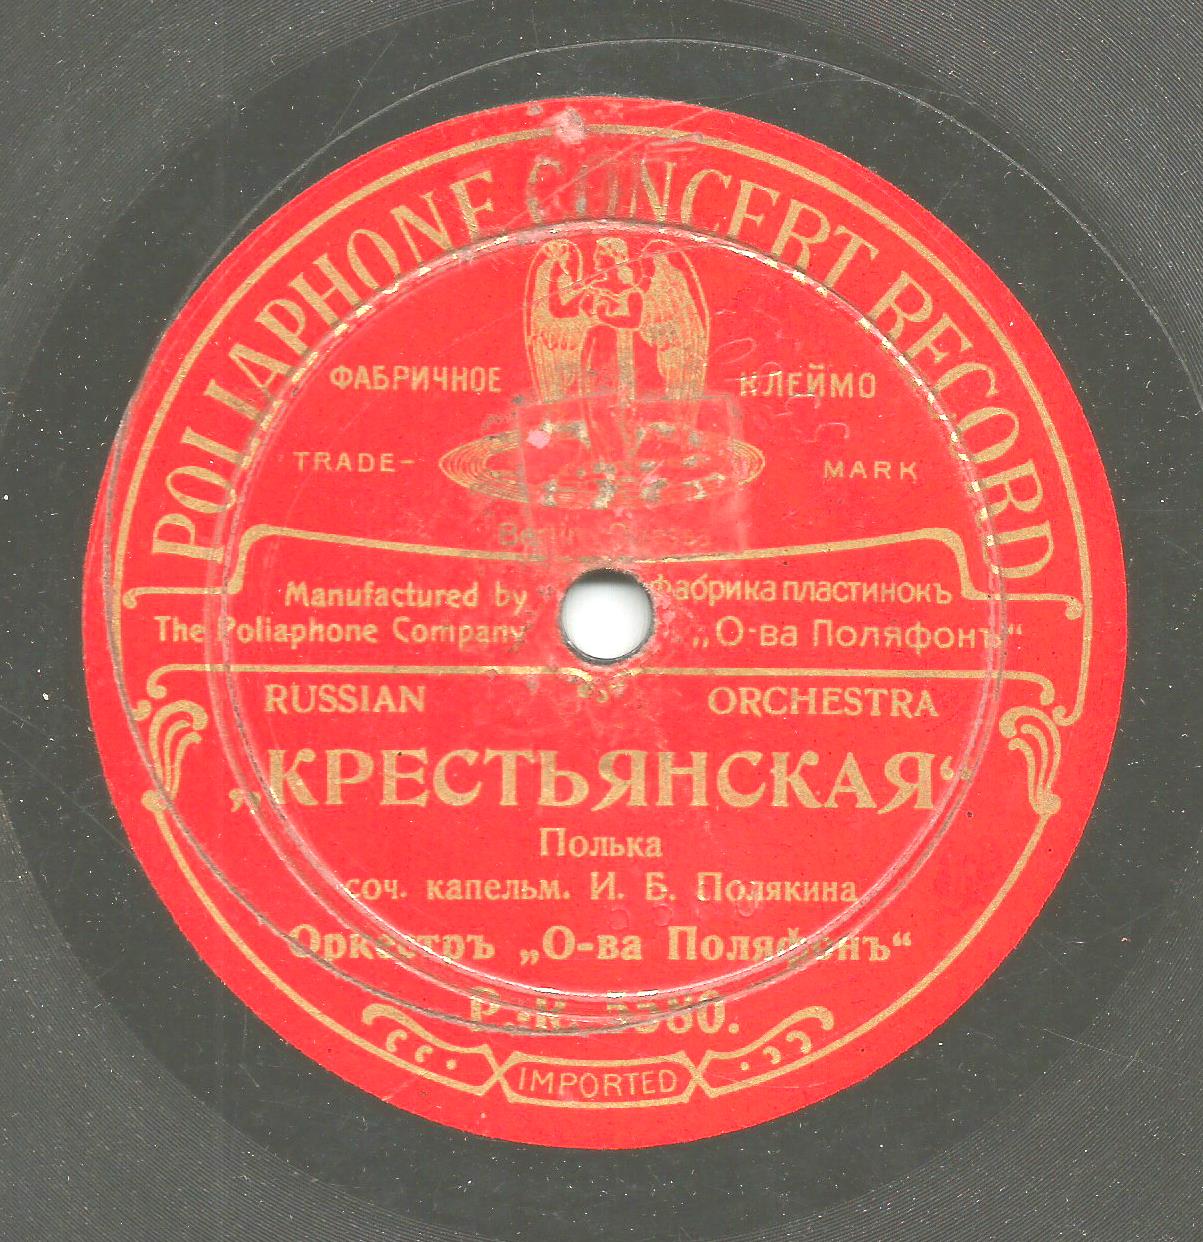 POLIAPHONE CONCERT RECORD
ФАБРИЧНОЕ КЛЕЙМО
TRADE- MARK
Manufactured by Фабрика пластинокъ
The Poliaphone Company „О-ва Поляфонъ“
RUSSIAN ORCHESTRA
„КРЕСТЬЯНСКАЯ“
Полька
соч. капельм. И. Б. Полякина
Оркестръ „О-ва Поляфонъ“
IMPORTED